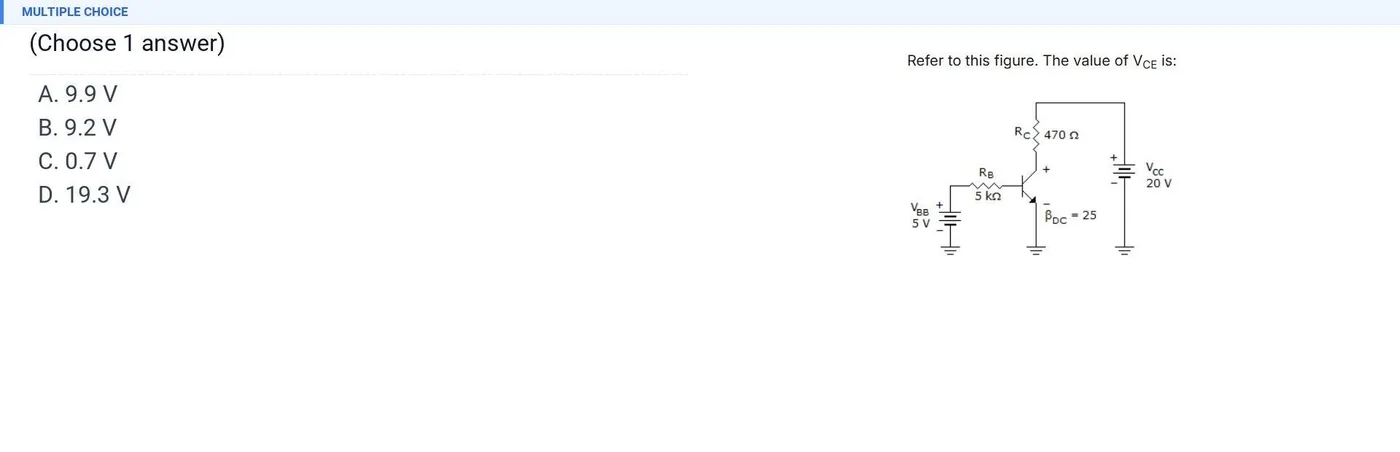 MULTIPLE CHOICE
(Choose 1 answer)
A. 9.9 V
B. 9.2 V
C. 0.7 V
D. 19.3 V
Refer to this figure. The value of VCE is:
RC 470 Ω
+
+
VCC
20 V
−
RB
5 kΩ
VBB
5 V
+
−
−
βDC = 25